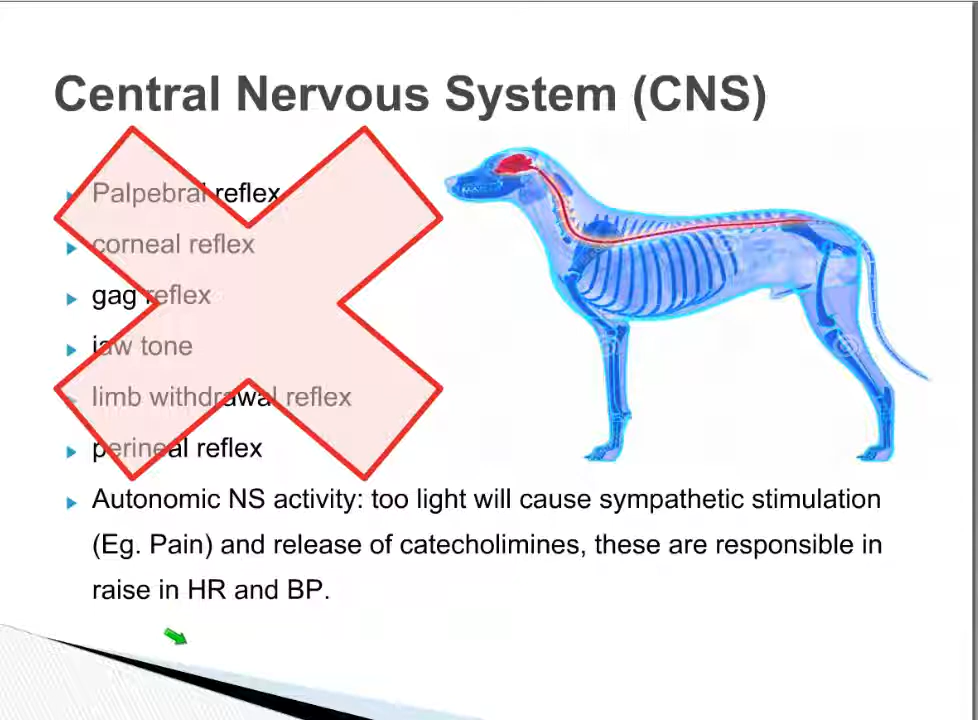 Central Nervous System (CNS)
Palpebral reflex
corneal reflex
gag reflex
jaw tone
limb withdrawal reflex
perineal reflex
Autonomic NS activity: too light will cause sympathetic stimulation
(Eg. Pain) and release of catecholimines, these are responsible in
raise in HR and BP.